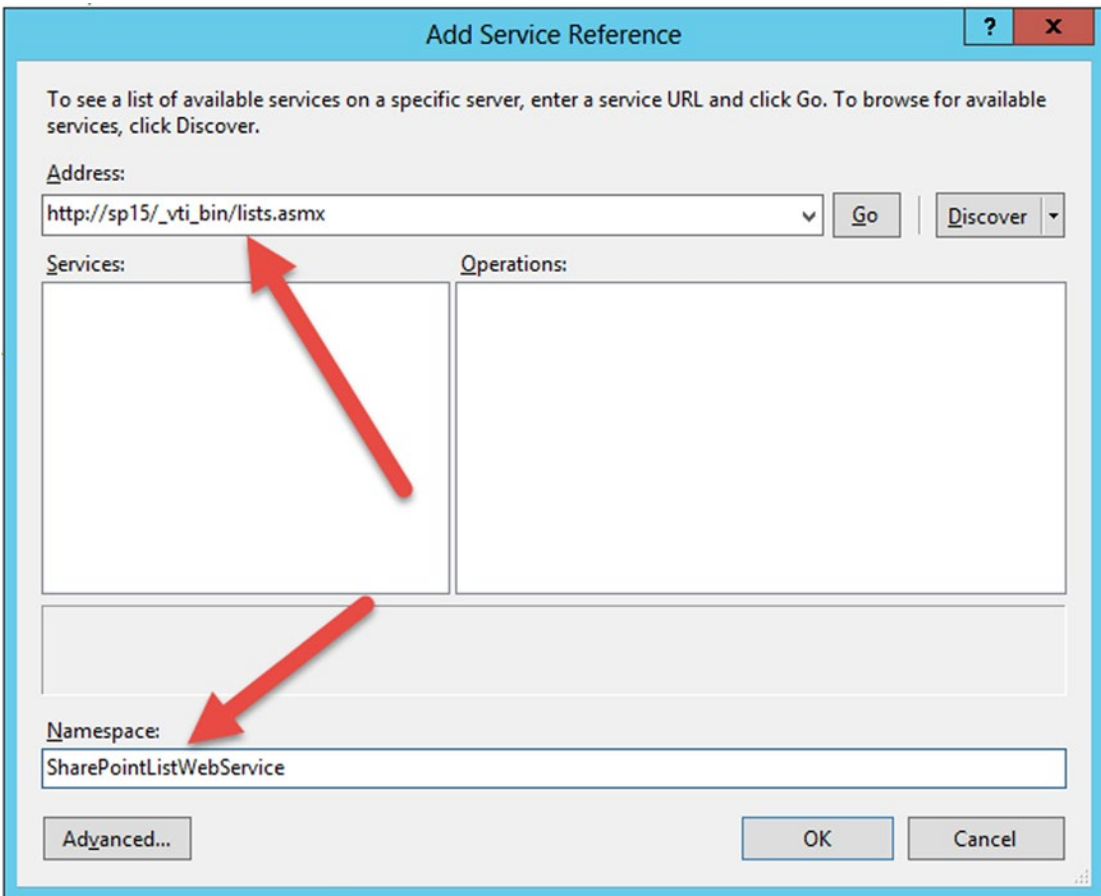 Add Service Reference
? x
To see a list of available services on a specific server, enter a service URL and click Go. To browse for available
services, click Discover.
Address:
http://sp15/_vti_bin/lists.asmx Go Discover
Services: Operations:
Namespace:
SharePointListWebService
Advanced... OK Cancel